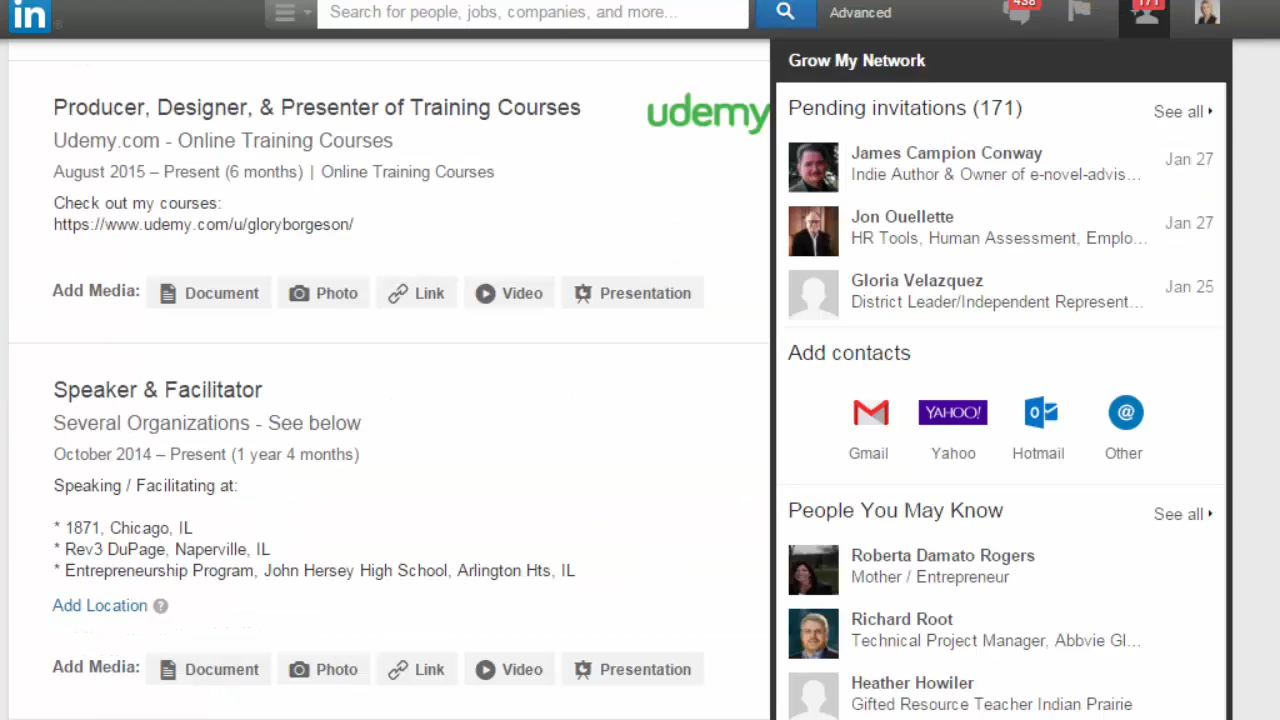 in
Search for people, jobs, companies, and more...
Advanced
438
171
Producer, Designer, & Presenter of Training Courses
udemy
Udemy.com - Online Training Courses
August 2015 – Present (6 months) | Online Training Courses
Check out my courses:
https://www.udemy.com/u/gloryborgeson/
Add Media:
Document
Photo
Link
Video
Presentation
Speaker & Facilitator
Several Organizations - See below
October 2014 – Present (1 year 4 months)
Speaking / Facilitating at:
* 1871, Chicago, IL
* Rev3 DuPage, Naperville, IL
* Entrepreneurship Program, John Hersey High School, Arlington Hts, IL
Add Location ?
Add Media:
Document
Photo
Link
Video
Presentation
Grow My Network
Pending invitations (171)
See all
James Campion Conway
Jan 27
Indie Author & Owner of e-novel-advis...
Jon Ouellette
Jan 27
HR Tools, Human Assessment, Emplo...
Gloria Velazquez
Jan 25
District Leader/Independent Represent...
Add contacts
YAHOO!
Gmail
Yahoo
Hotmail
Other
People You May Know
See all
Roberta Damato Rogers
Mother / Entrepreneur
Richard Root
Technical Project Manager, Abbvie Gl...
Heather Howiler
Gifted Resource Teacher Indian Prairie